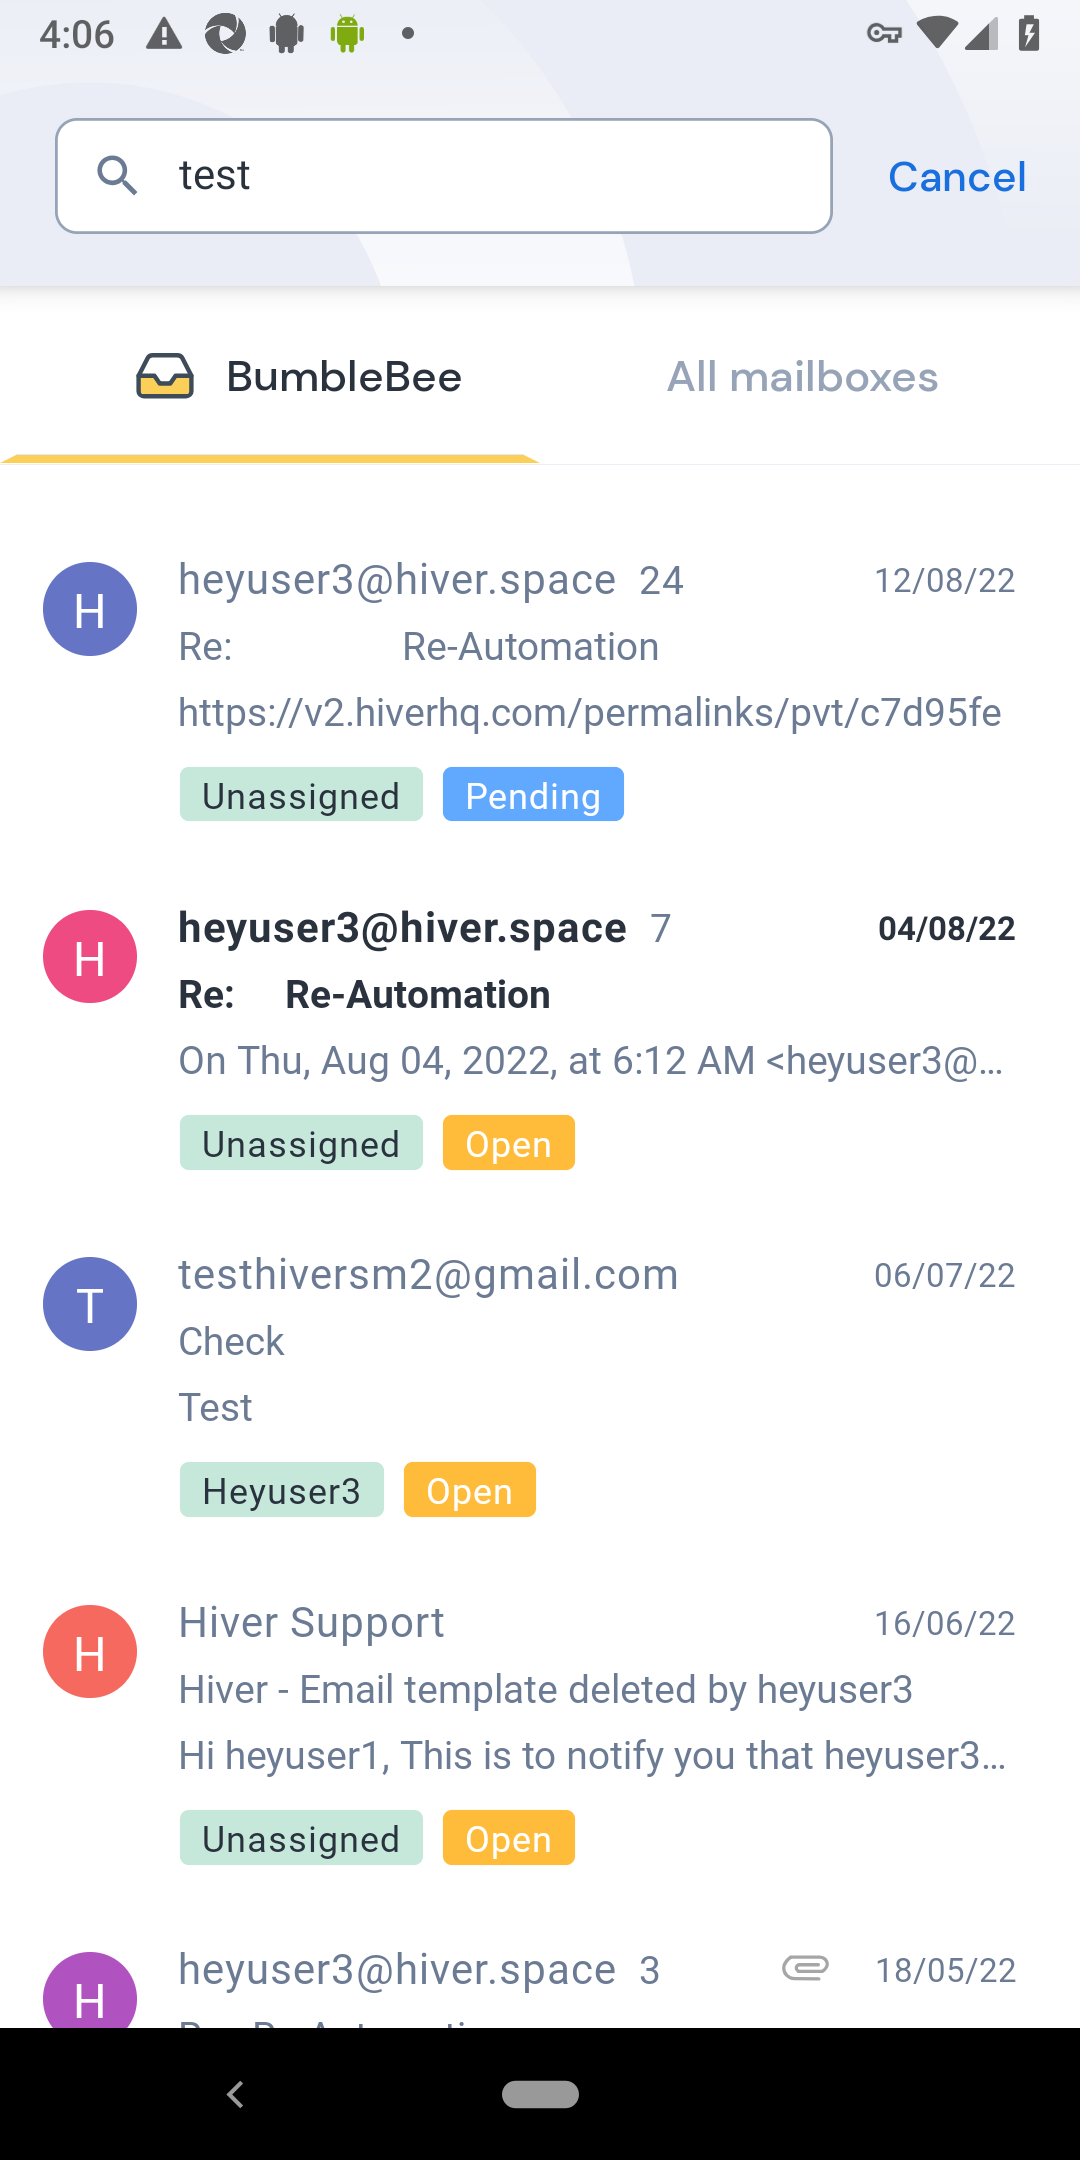 4:06
test
Cancel
BumbleBee
All mailboxes
H
heyuser3@hiver.space 24
12/08/22
Re: Re-Automation
https://v2.hiverhq.com/permalinks/pvt/c7d95fe
Unassigned
Pending
H
heyuser3@hiver.space 7
04/08/22
Re: Re-Automation
On Thu, Aug 04, 2022, at 6:12 AM <heyuser3@...
Unassigned
Open
T
testhiversm2@gmail.com
06/07/22
Check
Test
Heyuser3
Open
H
Hiver Support
16/06/22
Hiver - Email template deleted by heyuser3
Hi heyuser1, This is to notify you that heyuser3...
Unassigned
Open
H
heyuser3@hiver.space 3
18/05/22